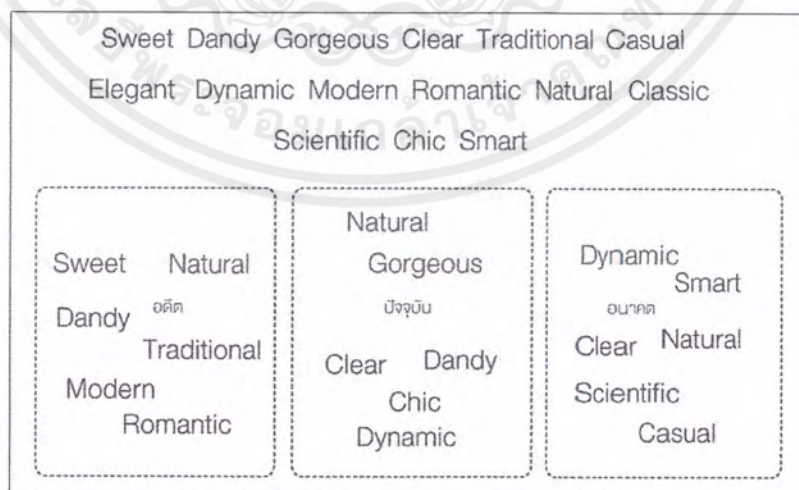 Sweet Dandy Gorgeous Clear Traditional Casual
Elegant Dynamic Modern Romantic Natural Classic
Scientific Chic Smart
Sweet Natural
Dandy อดีต
Traditional
Modern
Romantic
Natural
Gorgeous
ปัจจุบัน
Clear Dandy
Chic
Dynamic
Dynamic
Smart
อนาคต
Clear Natural
Scientific
Casual